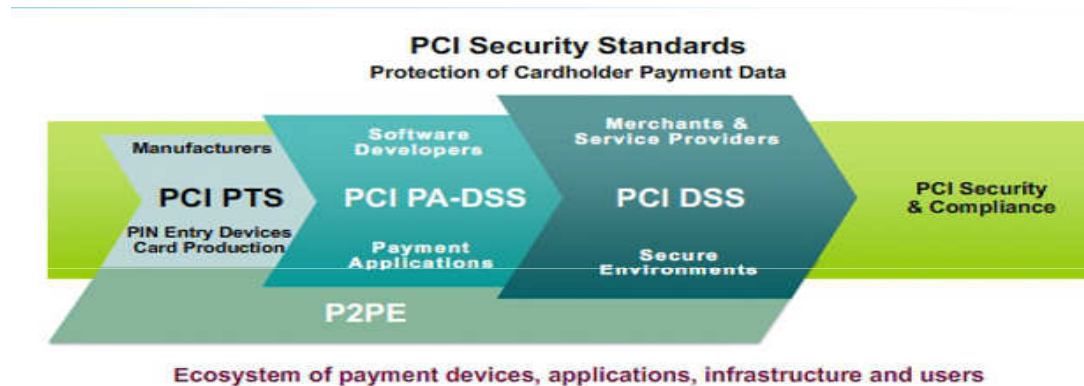 PCI Security Standards
Protection of Cardholder Payment Data
Manufacturers
PCI PTS
PIN Entry Devices
Card Production
Software
Developers
PCI PA-DSS
Payment
Applications
Merchants &
Service Providers
PCI DSS
Secure
Environments
PCI Security
& Compliance
P2PE
Ecosystem of payment devices, applications, infrastructure and users